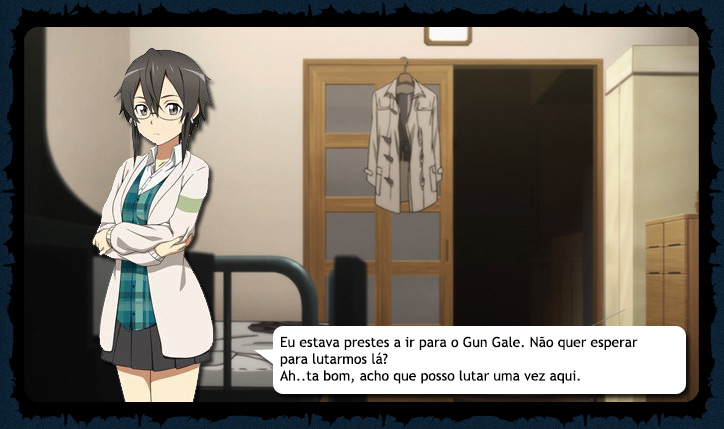 Eu estava prestes a ir para o Gun Gale. Não quer esperar
para lutarmos lá?
Ah..ta bom, acho que posso lutar uma vez aqui.